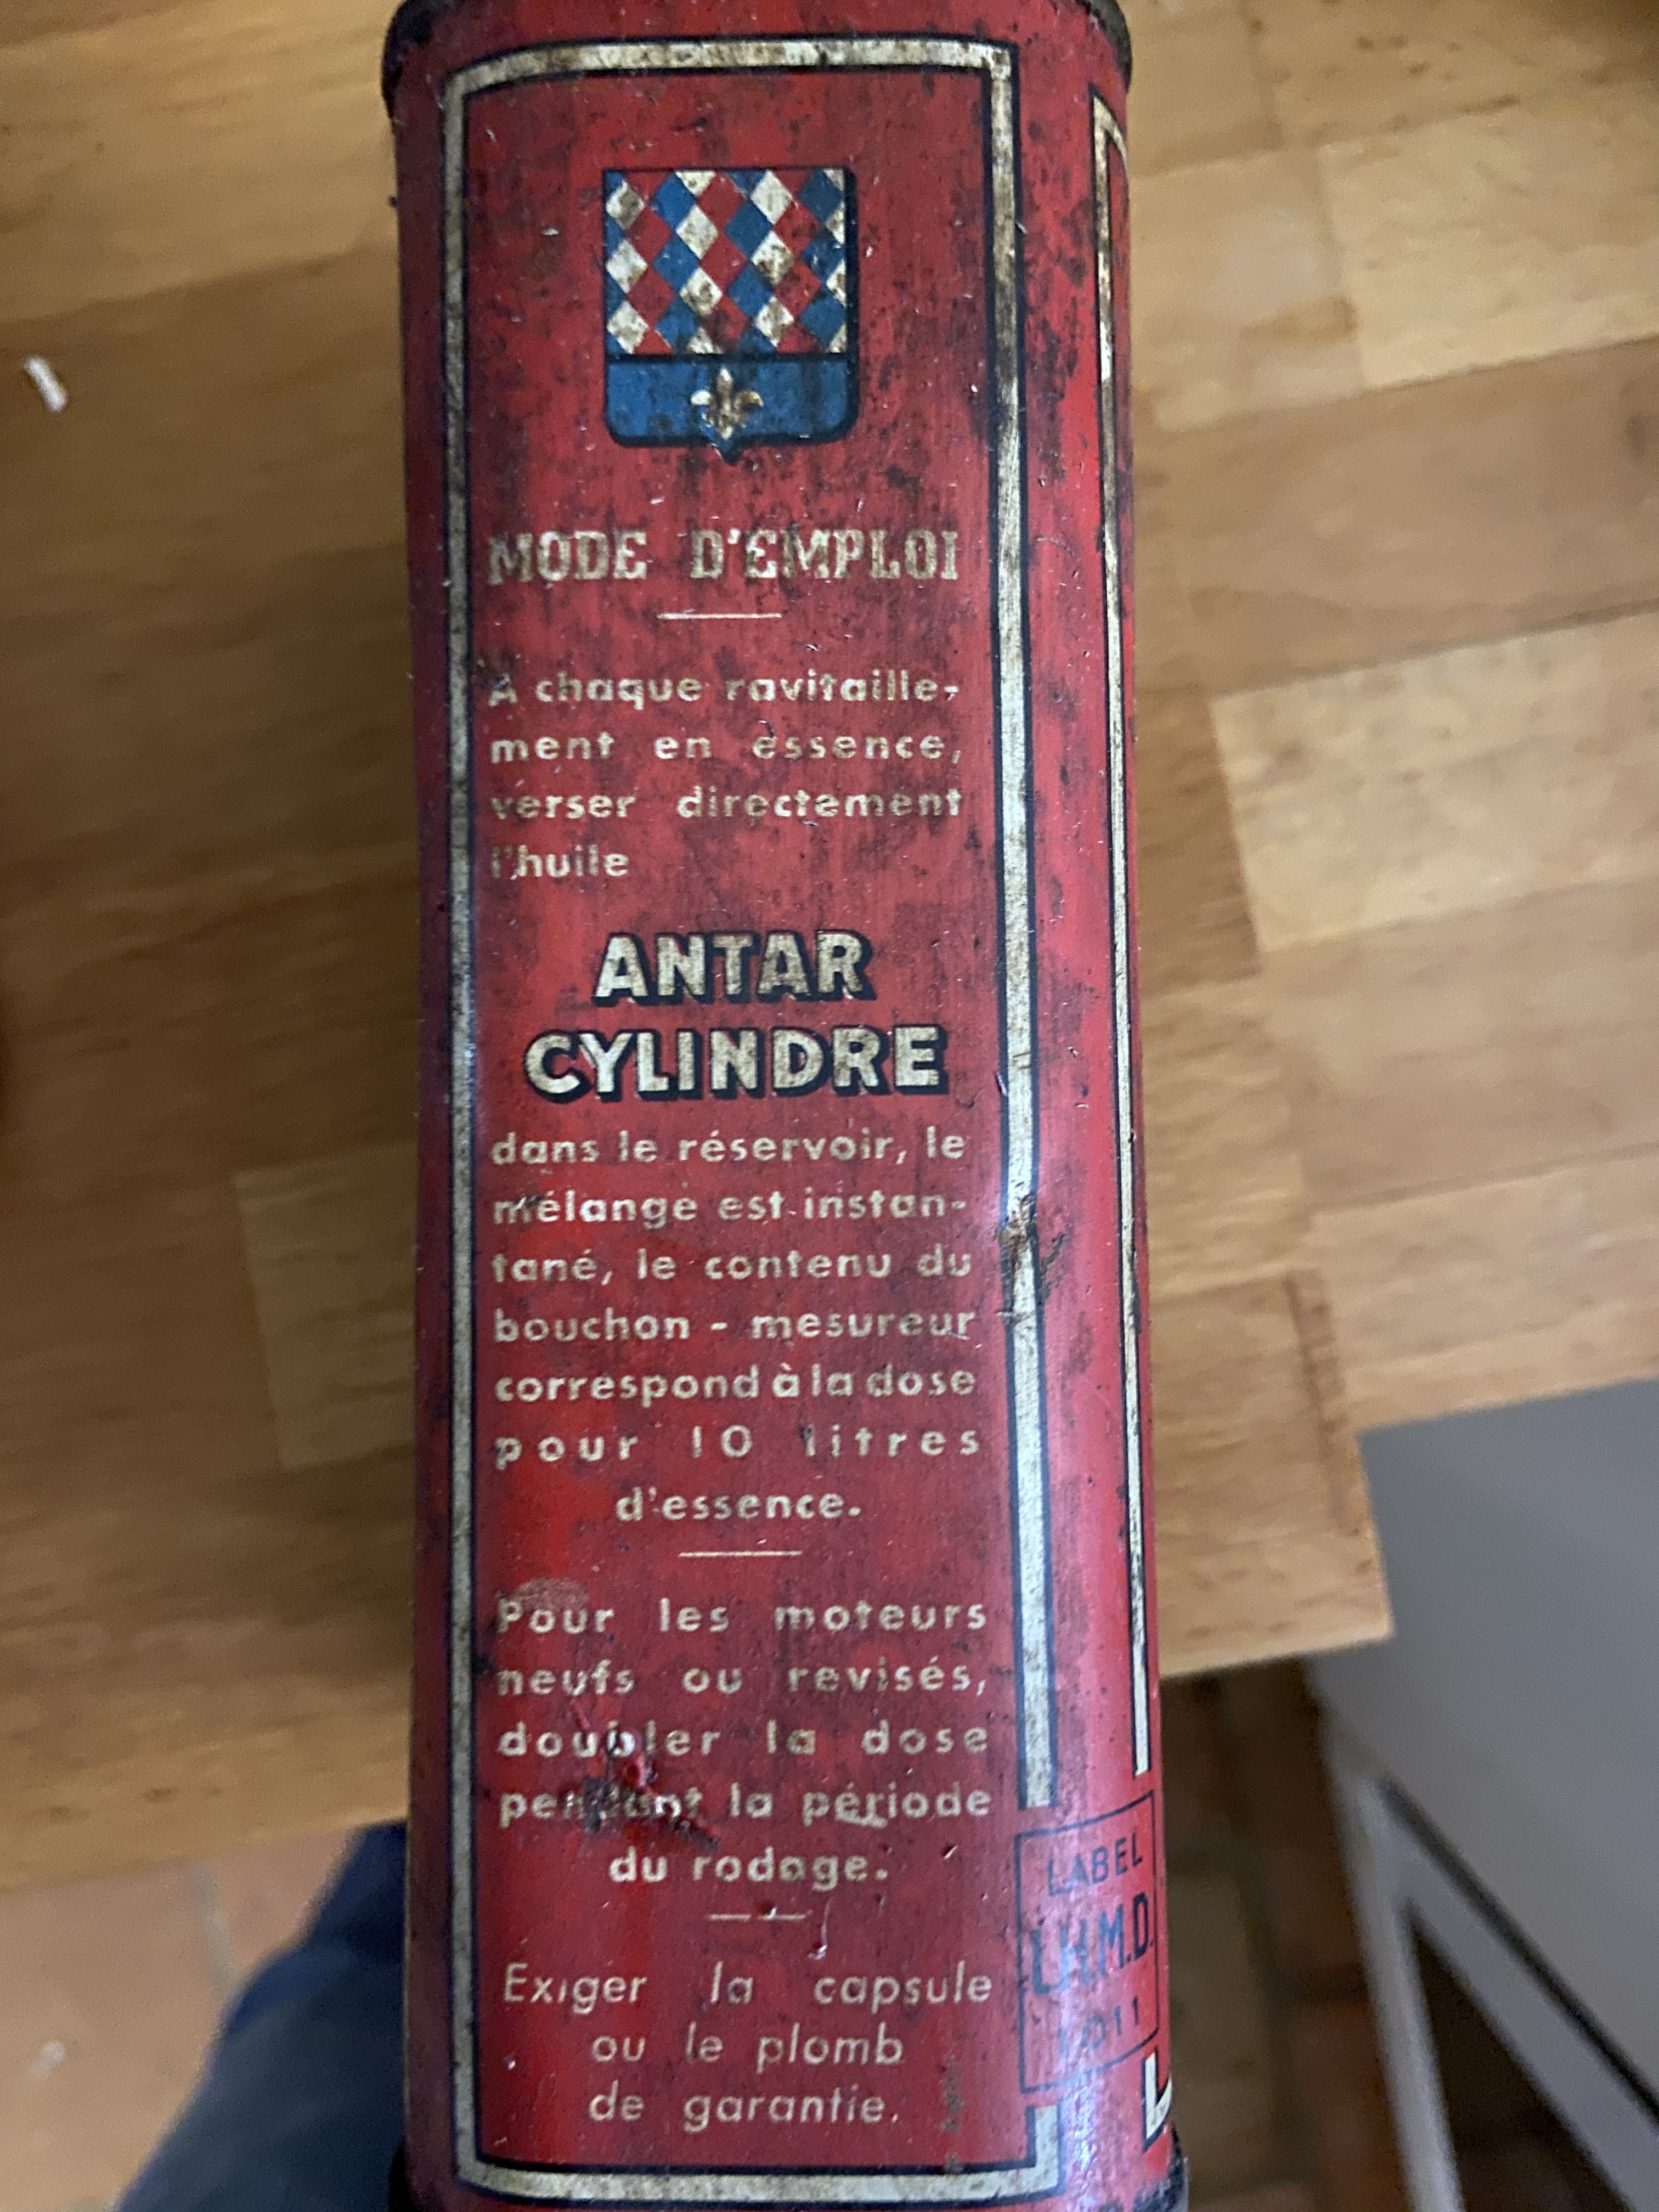 MODE D'EMPLOI
A chaque ravitaille-
ment en essence,
verser directement
l'huile
ANTAR
CYLINDRE
dans le réservoir, le
mélange est instan-
tané, le contenu du
bouchon - mesureur
correspond à la dose
pour 10 litres
d'essence.
Pour les moteurs
neufs ou revisés,
doubler la dose
pendant la période
du rodage.
Exiger la capsule
ou le plomb
de garantie.
LABEL
L